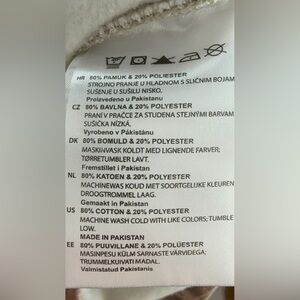 HR 80% PAMUK & 20% POLIESTER
STROJNO PRANJE U HLADNOM S SLIČNIM BOJAM
SUŠENJE U SUŠILU NISKO.
Proizvedeno u Pakistanu
CZ 80% BAVLNA & 20% POLYESTER
PRANÍ V PRAČCE ZA STUDENA STEJNÝMI BARVAM
SUŠIČKA NÍZKÁ.
Vyrobeno v Pákistánu
DK 80% BOMULD & 20% POLYESTER
MASKINVASK KOLDT MED LIGNENDE FARVER;
TØRRETUMBLER LAVT.
Fremstillet i Pakistan
NL 80% KATOEN & 20% POLYESTER
MACHINEWAS KOUD MET SOORTGELIJKE KLEUREN
DROOGTROMMEL LAAG.
Gemaakt in Pakistan
US 80% COTTON & 20% POLYESTER
MACHINE WASH COLD WITH LIKE COLORS; TUMBLE
LOW.
MADE IN PAKISTAN
EE 80% PUUVILLANE & 20% POLÜESTER
MASINPESU KÜLM SARNASTE VÄRVIDEGA;
TRUMMELKUIVATI MADAL.
Valmistatud Pakistanis